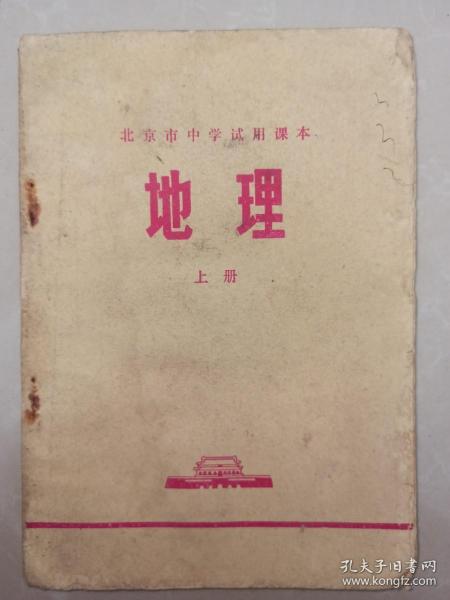 北京市中学试用课本
地理
上册
孔夫子旧书网
www.kongfz.com